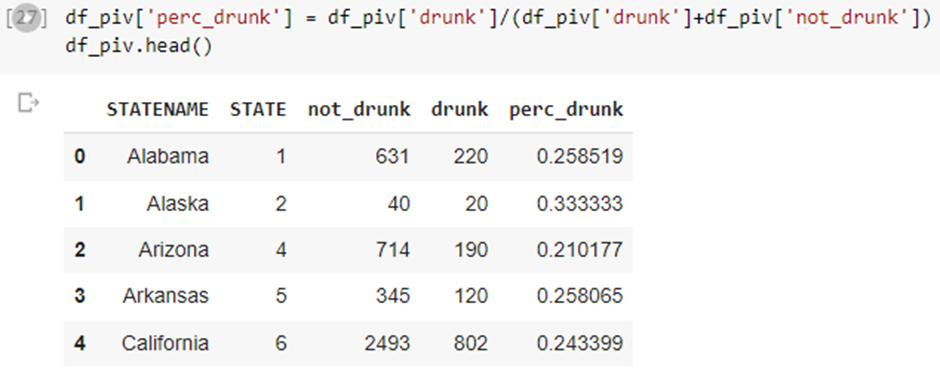 [27] df_piv['perc_drunk'] = df_piv['drunk']/(df_piv['drunk']+df_piv['not_drunk'])
df_piv.head()
STATENAME STATE not_drunk drunk perc_drunk
0 Alabama 1 631 220 0.258519
1 Alaska 2 40 20 0.333333
2 Arizona 4 714 190 0.210177
3 Arkansas 5 345 120 0.258065
4 California 6 2493 802 0.243399